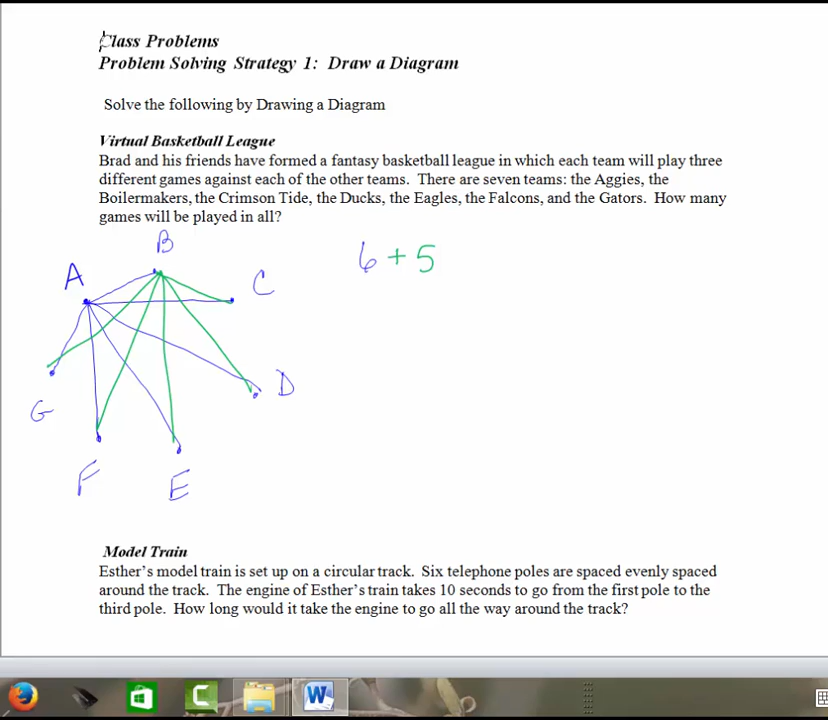 Class Problems
Problem Solving Strategy 1: Draw a Diagram
Solve the following by Drawing a Diagram
Virtual Basketball League
Brad and his friends have formed a fantasy basketball league in which each team will play three
different games against each of the other teams. There are seven teams: the Aggies, the
Boilermakers, the Crimson Tide, the Ducks, the Eagles, the Falcons, and the Gators. How many
games will be played in all?
B
6 + 5
A
C
D
G
F
E
Model Train
Esther's model train is set up on a circular track. Six telephone poles are spaced evenly spaced
around the track. The engine of Esther's train takes 10 seconds to go from the first pole to the
third pole. How long would it take the engine to go all the way around the track?